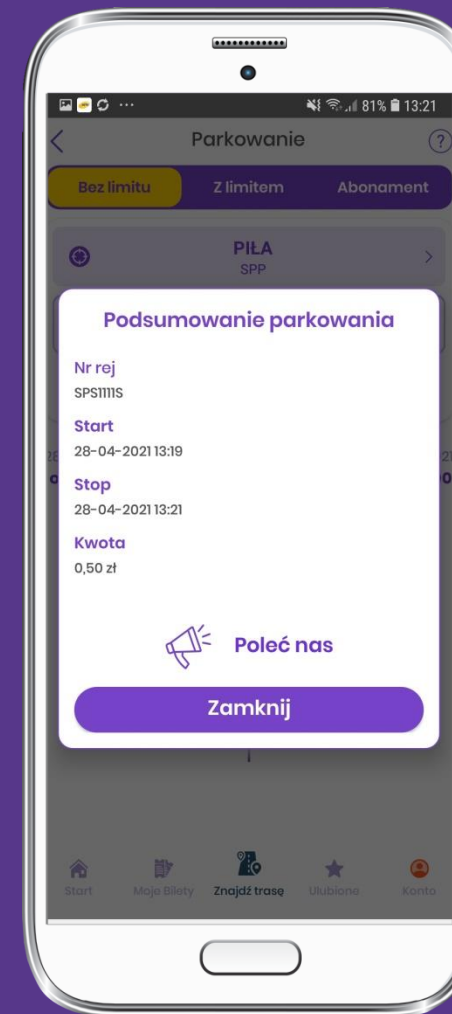 81% 13:21
Parkowanie
?
Bez limitu Z limitem Abonament
PIŁA
SPP
Podsumowanie parkowania
Nr rej
SPS1111S
Start
28-04-2021 13:19
Stop
28-04-2021 13:21
Kwota
0,50 zł
Poleć nas
Zamknij
Start Moje Bilety Znajdź trasę Ulubione Konto